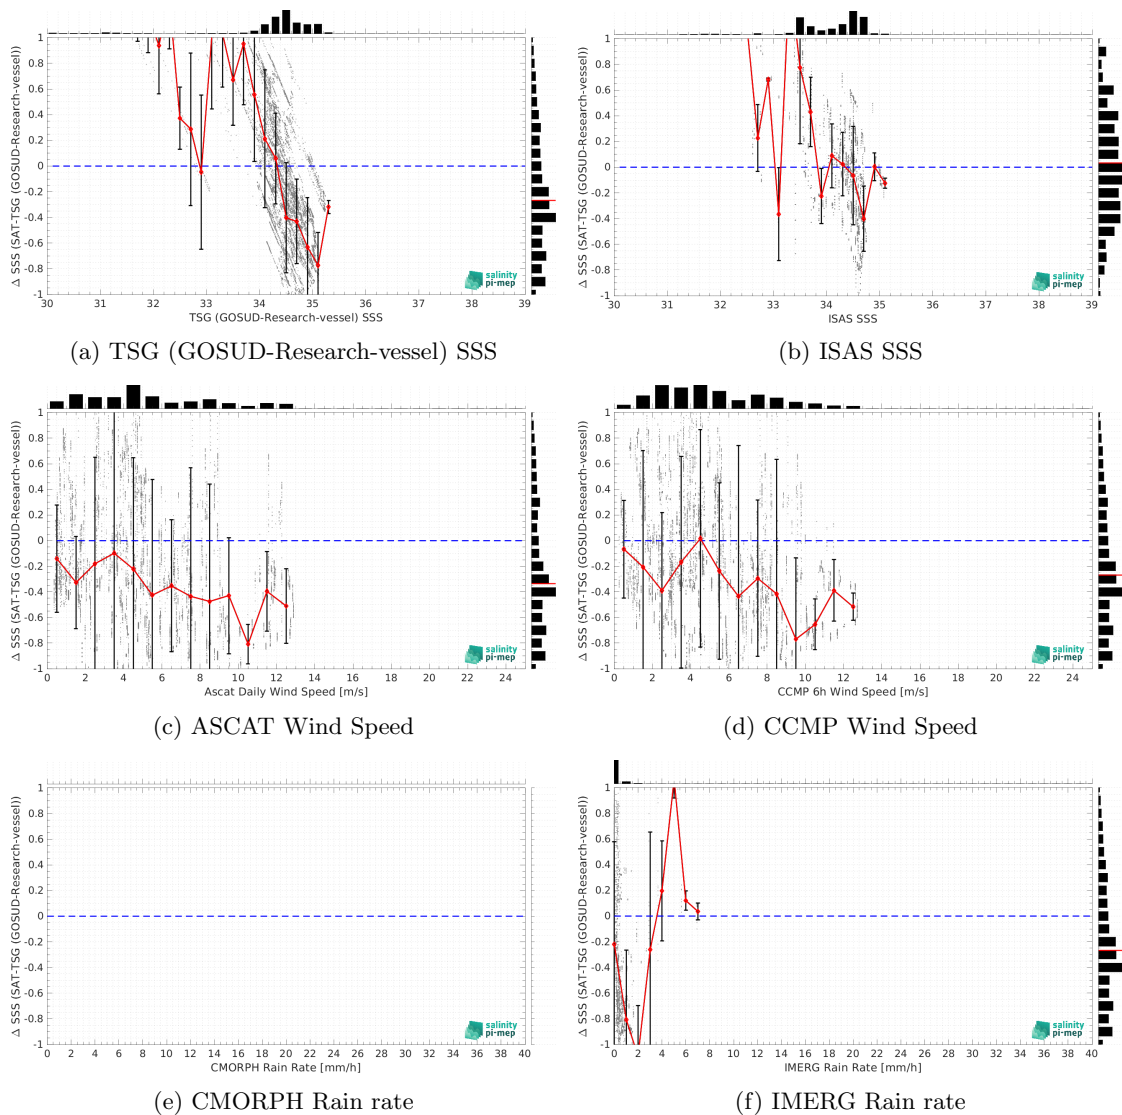 Δ SSS (SAT-TSG (GOSUD-Research-vessel))
1
0.8
0.6
0.4
0.2
0
-0.2
-0.4
-0.6
-0.8
-1
30 31 32 33 34 35 36 37 38 39
TSG (GOSUD-Research-vessel) SSS
salinity
pi-mep
(a) TSG (GOSUD-Research-vessel) SSS
Δ SSS (SAT-TSG (GOSUD-Research-vessel))
1
0.8
0.6
0.4
0.2
0
-0.2
-0.4
-0.6
-0.8
-1
30 31 32 33 34 35 36 37 38 39
ISAS SSS
salinity
pi-mep
(b) ISAS SSS
Δ SSS (SAT-TSG (GOSUD-Research-vessel))
1
0.8
0.6
0.4
0.2
0
-0.2
-0.4
-0.6
-0.8
-1
0 2 4 6 8 10 12 14 16 18 20 22 24
Ascat Daily Wind Speed [m/s]
salinity
pi-mep
(c) ASCAT Wind Speed
Δ SSS (SAT-TSG (GOSUD-Research-vessel))
1
0.8
0.6
0.4
0.2
0
-0.2
-0.4
-0.6
-0.8
-1
0 2 4 6 8 10 12 14 16 18 20 22 24
CCMP 6h Wind Speed [m/s]
salinity
pi-mep
(d) CCMP Wind Speed
Δ SSS (SAT-TSG (GOSUD-Research-vessel))
1
0.8
0.6
0.4
0.2
0
-0.2
-0.4
-0.6
-0.8
-1
0 2 4 6 8 10 12 14 16 18 20 22 24 26 28 30 32 34 36 38 40
CMORPH Rain Rate [mm/h]
salinity
pi-mep
(e) CMORPH Rain rate
Δ SSS (SAT-TSG (GOSUD-Research-vessel))
1
0.8
0.6
0.4
0.2
0
-0.2
-0.4
-0.6
-0.8
-1
0 2 4 6 8 10 12 14 16 18 20 22 24 26 28 30 32 34 36 38 40
IMERG Rain Rate [mm/h]
salinity
pi-mep
(f) IMERG Rain rate